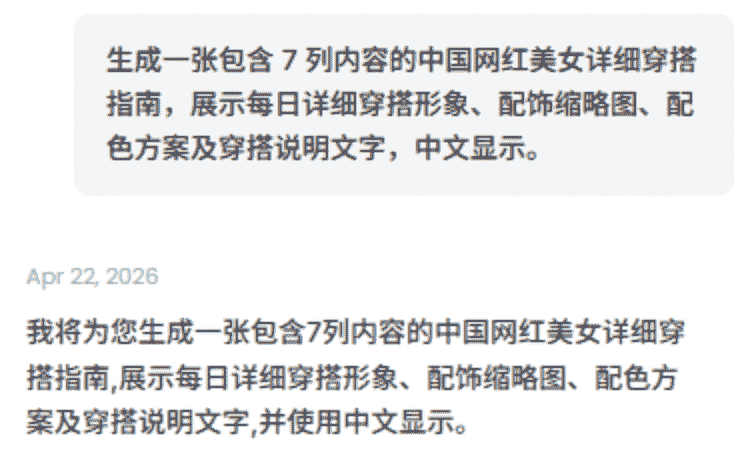 生成一张包含 7 列内容的中国网红美女详细穿搭
指南，展示每日详细穿搭形象、配饰缩略图、配
色方案及穿搭说明文字，中文显示。
Apr 22, 2026
我将为您生成一张包含7列内容的中国网红美女详细穿
搭指南,展示每日详细穿搭形象、配饰缩略图、配色方
案及穿搭说明文字,并使用中文显示。